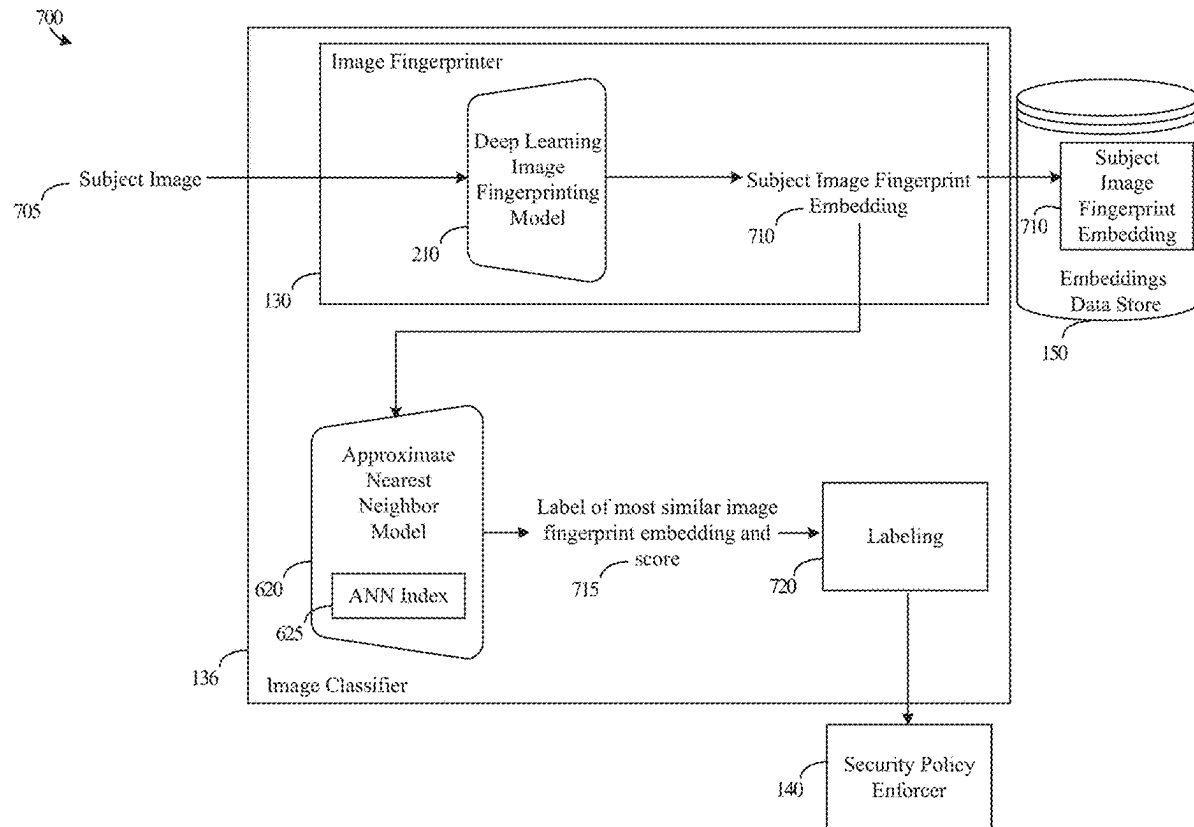 700
Image Fingerprinter
Deep Learning
Image
Fingerprinting
Model
210
Subject Image
705
Subject Image Fingerprint
Embedding
710
130
Subject
Image
Fingerprint
Embedding
710
Embeddings
Data Store
150
Approximate
Nearest
Neighbor
Model
620
ANN Index
625
Label of most similar image
fingerprint embedding and
score
715
Labeling
720
136
Image Classifier
Security Policy
Enforcer
140